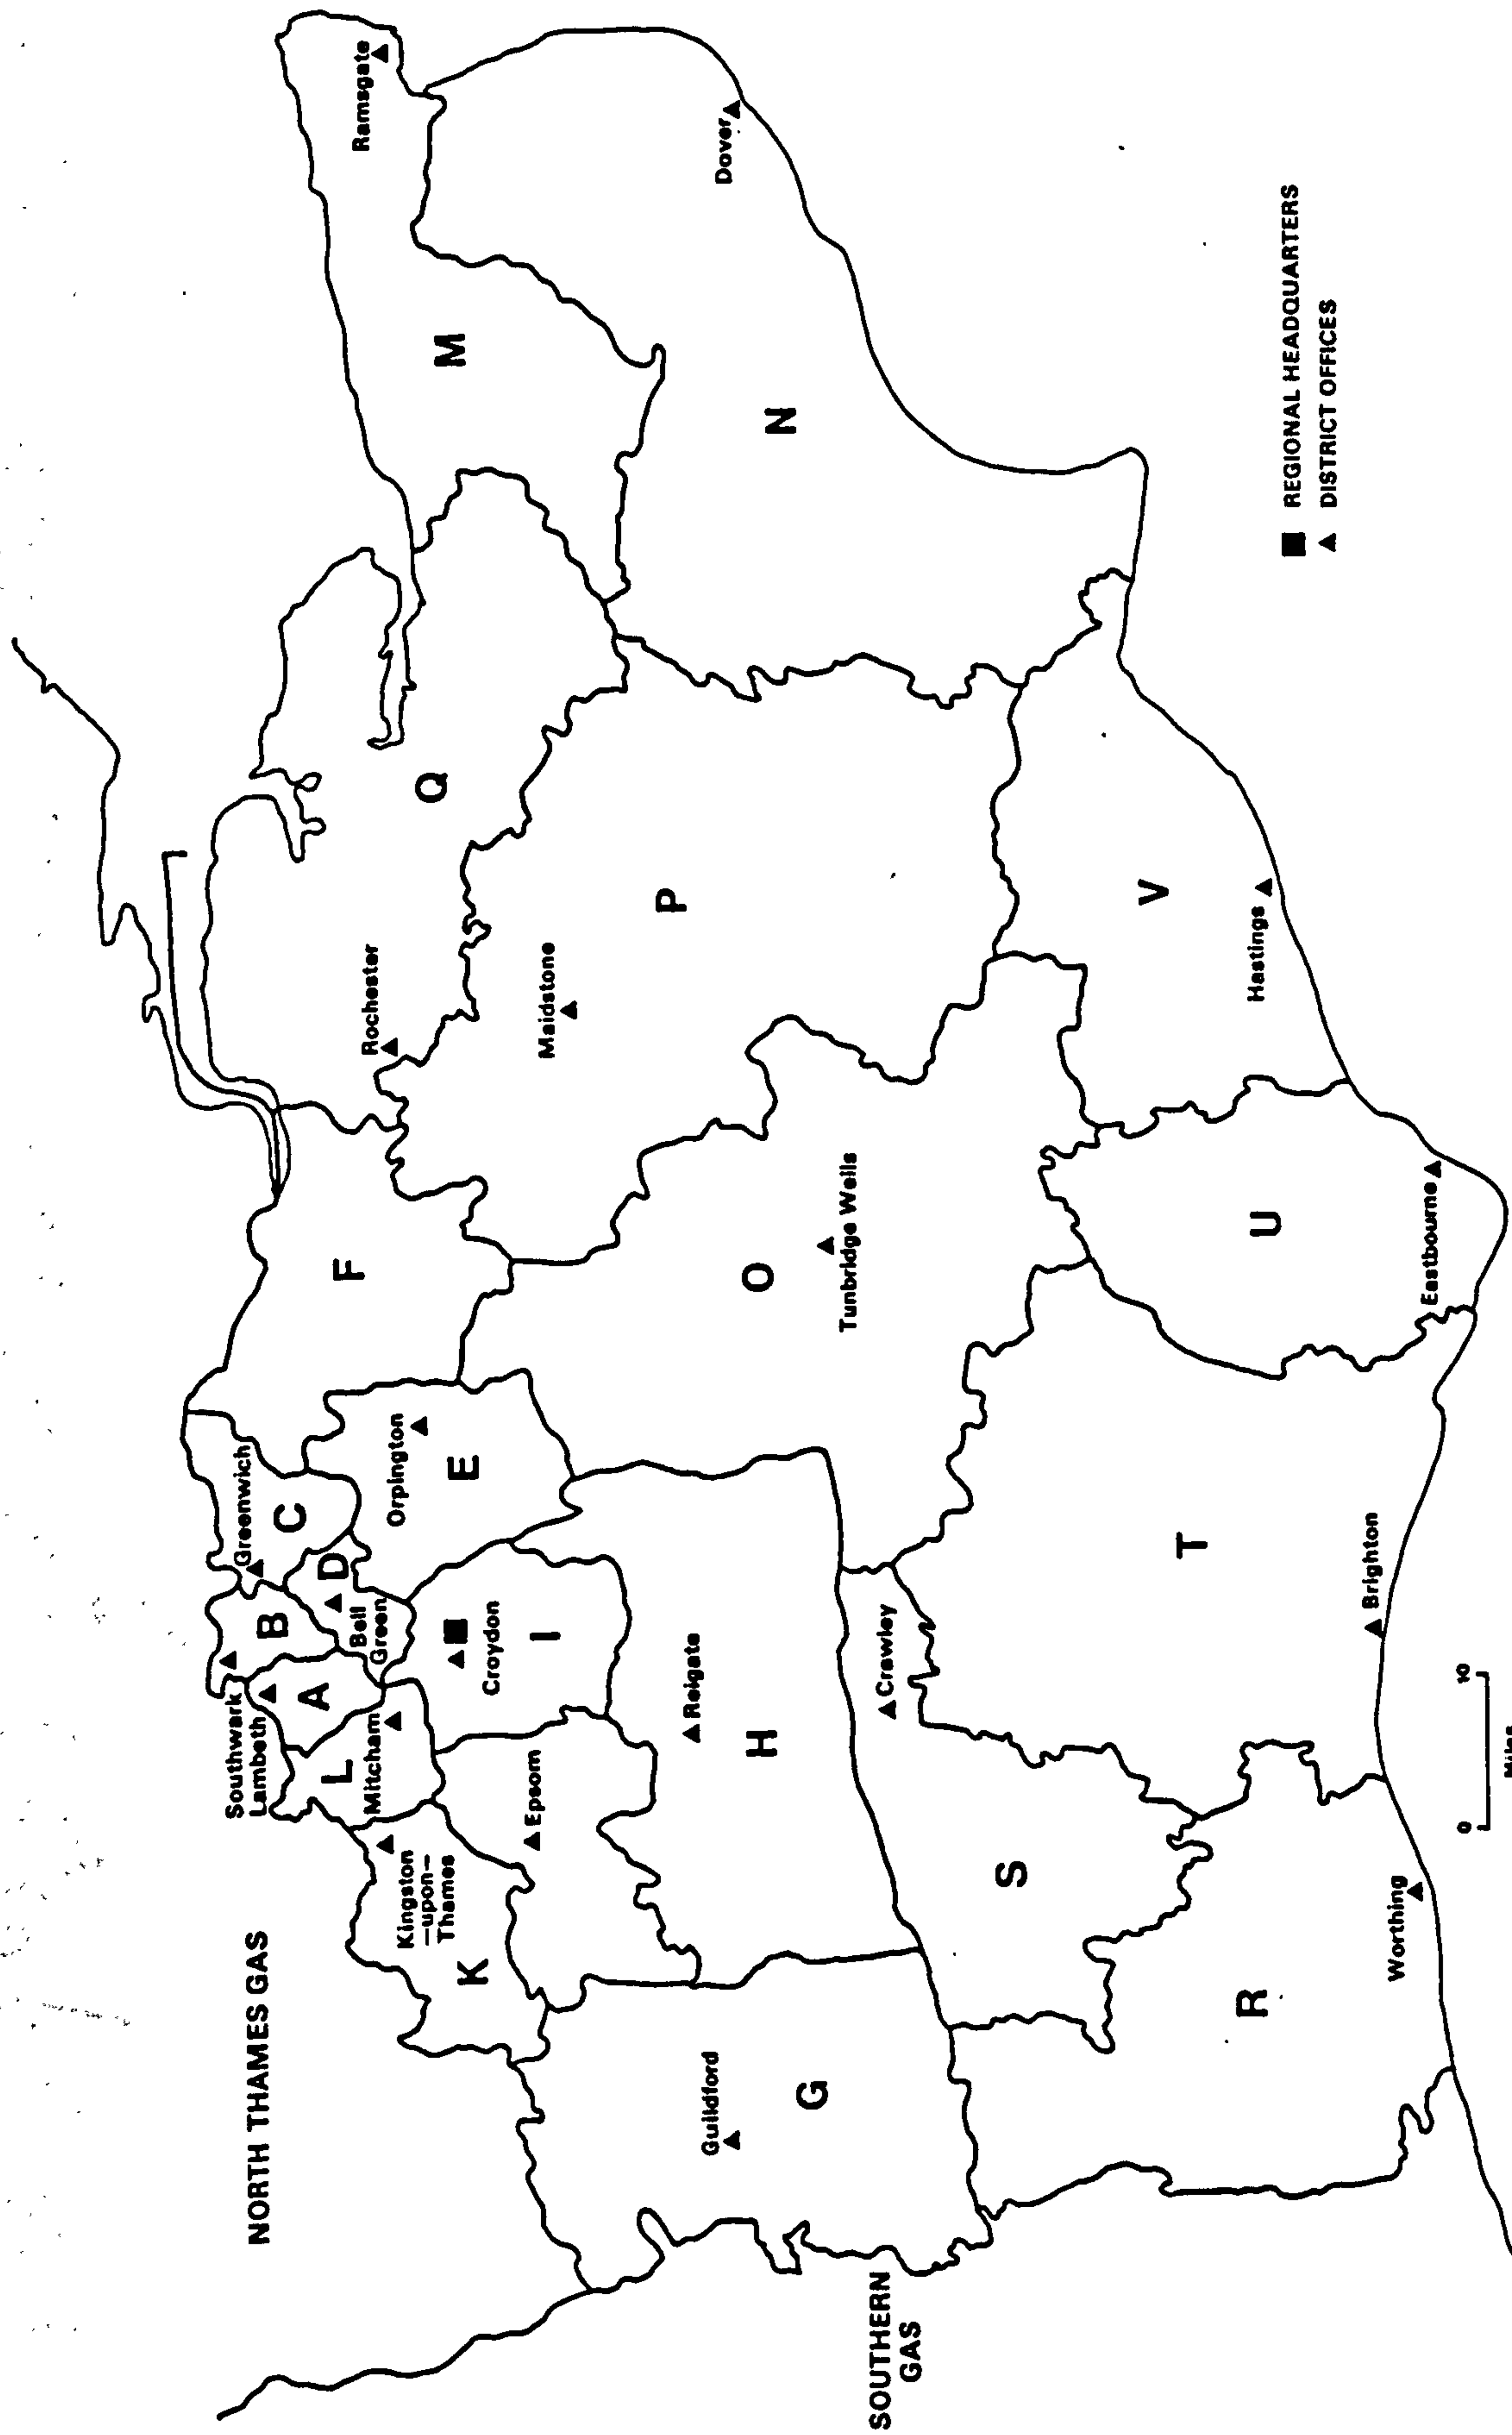 NORTH THAMES GAS
SOUTHERN
GAS
Southwark
Lambeth
Greenwich
A
B
C
D
Bell
Green
L
Mitcham
Kingston
—upon—
Thames
K
Epsom
Croydon
I
Orpington
E
F
Rochester
Q
Ramsgate
M
Maidstone
P
Dover
N
Guildford
G
Reigate
H
O
Tunbridge Wells
Crawley
S
T
V
Hastings
U
Eastbourne
R
Worthing
Brighton
0 10
Miles
REGIONAL HEADQUARTERS
DISTRICT OFFICES